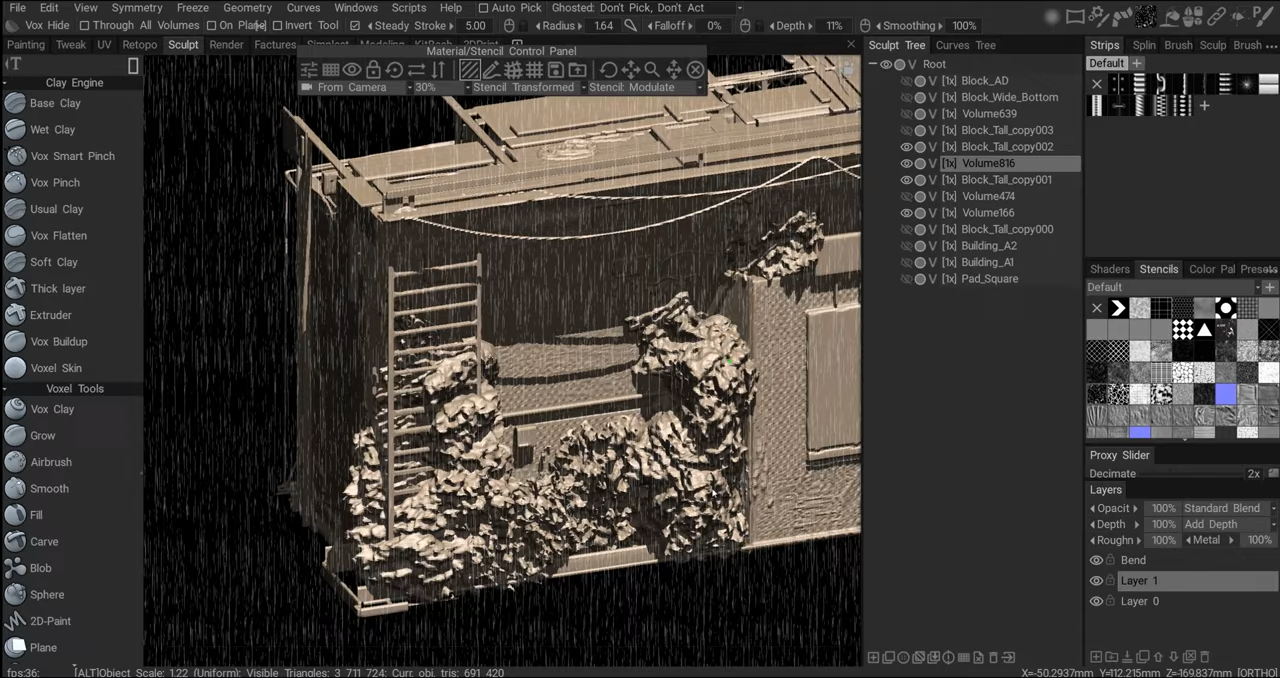 File Edit View Symmetry Freeze Geometry Curves Windows Scripts Help Auto Pick Ghosted: Don't Pick, Don't Act
Vox Hide Through All Volumes On Plane Invert Tool Steady Stroke 5.00 Radius 1.64 Falloff 0% Depth 11% Smoothing 100%
Painting Tweak UV Retopo Sculpt Render Factures
Material/Stencil Control Panel
From Camera 30% Stencil Transformed Stencil: Modulate
T
Clay Engine
Base Clay
Wet Clay
Vox Smart Pinch
Vox Pinch
Usual Clay
Vox Flatten
Soft Clay
Thick layer
Extruder
Vox Buildup
Voxel Skin
Voxel Tools
Vox Clay
Grow
Airbrush
Smooth
Fill
Carve
Blob
Sphere
2D-Paint
Plane
Sculpt Tree Curves Tree
Root
V [1x] Block_AD
V [1x] Block_Wide_Bottom
V [1x] Volume639
V [1x] Block_Tall_copy003
V [1x] Block_Tall_copy002
V [1x] Volume816
V [1x] Block_Tall_copy001
V [1x] Volume474
V [1x] Volume166
V [1x] Block_Tall_copy000
V [1x] Building_A2
V [1x] Building_A1
V [1x] Pad_Square
Strips Splin Brush Sculp Brush
Default
Shaders Stencils Color Pal Presets
Default
Proxy Slider
Decimate 2x
Layers
Opacit 100% Standard Blend
Depth 100% Add Depth
Roughn 100% Metal 100%
Bend
Layer 1
Layer 0
fps:36; [ALT]Object Scale: 1.22 (Uniform); Visible Triangles: 3 711 724; Curr. obj. tris: 691 420 X=-50.2937mm Y=112.215mm Z=-169.837mm [ORTHO]